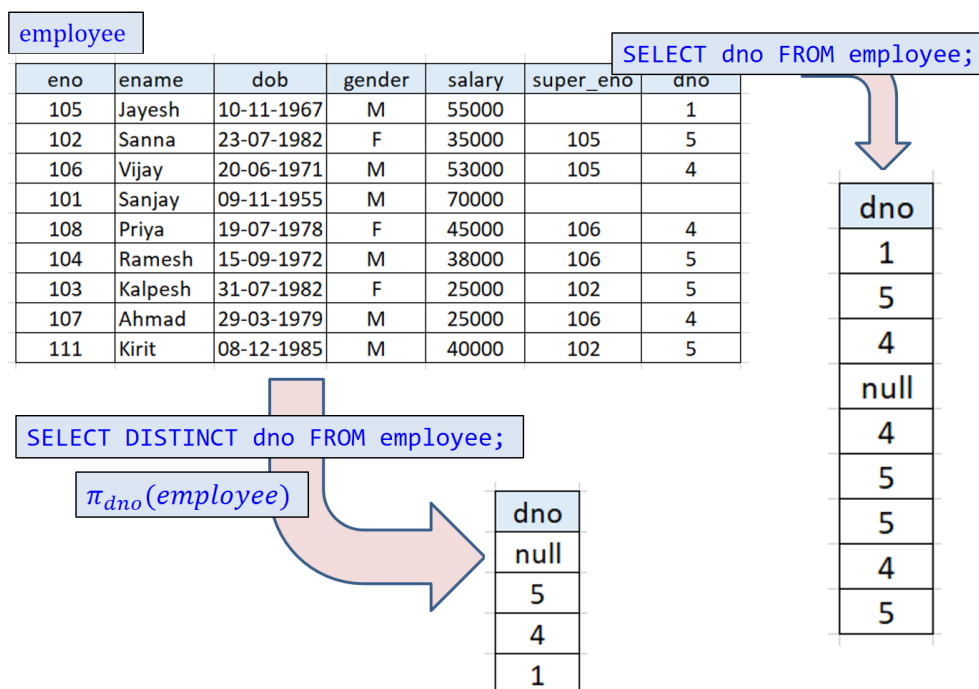 employee
SELECT dno FROM employee;
eno ename dob gender salary super_eno dno
105 Jayesh 10-11-1967 M 55000 1
102 Sanna 23-07-1982 F 35000 105 5
106 Vijay 20-06-1971 M 53000 105 4
101 Sanjay 09-11-1955 M 70000
108 Priya 19-07-1978 F 45000 106 4
104 Ramesh 15-09-1972 M 38000 106 5
103 Kalpesh 31-07-1982 F 25000 102 5
107 Ahmad 29-03-1979 M 25000 106 4
111 Kirit 08-12-1985 M 40000 102 5
dno
1
5
4
null
4
5
5
4
5
SELECT DISTINCT dno FROM employee;
π_dno(employee)
dno
null
5
4
1